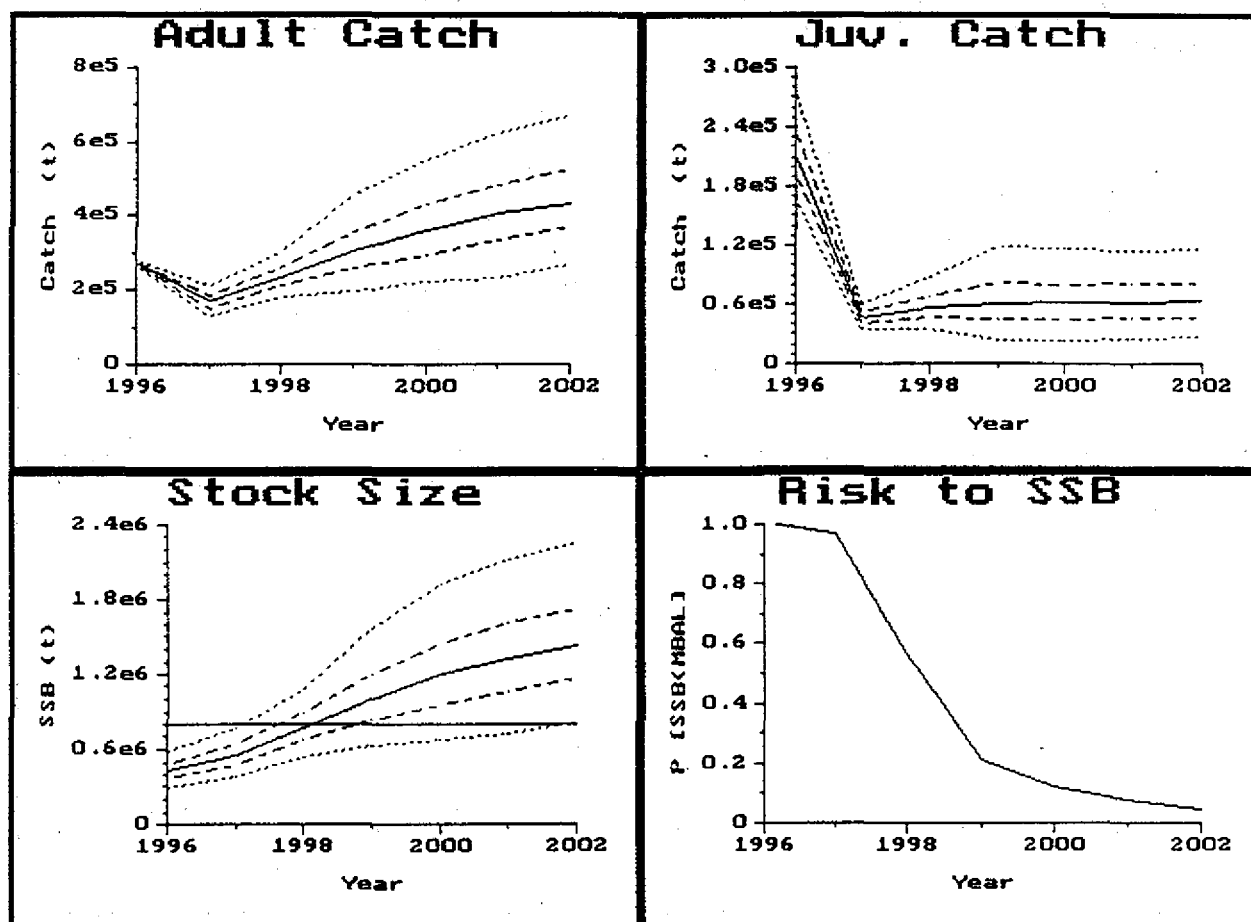 Adult Catch
8e5
6e5
4e5
2e5
0
Catch (t)
1996 1998 2000 2002
Year
Juv. Catch
3.0e5
2.4e5
1.8e5
1.2e5
0.6e5
0
Catch (t)
1996 1998 2000 2002
Year
Stock Size
2.4e6
1.8e6
1.2e6
0.6e6
0
SSB (t)
1996 1998 2000 2002
Year
Risk to SSB
1.0
0.8
0.6
0.4
0.2
0
P [SSB<MBAL]
1996 1998 2000 2002
Year